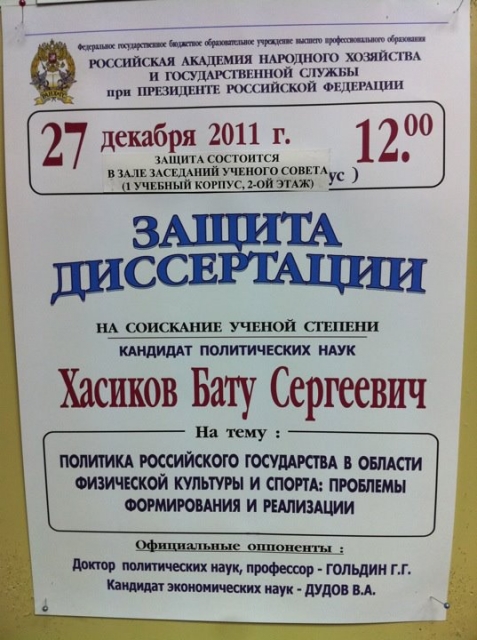 Федеральное государственное бюджетное образовательное учреждение высшего профессионального образования
РОССИЙСКАЯ АКАДЕМИЯ НАРОДНОГО ХОЗЯЙСТВА
И ГОСУДАРСТВЕННОЙ СЛУЖБЫ
при ПРЕЗИДЕНТЕ РОССИЙСКОЙ ФЕДЕРАЦИИ
27 декабря 2011 г. 12.00
ЗАЩИТА СОСТОИТСЯ
В ЗАЛЕ ЗАСЕДАНИЙ УЧЕНОГО СОВЕТА
(1 УЧЕБНЫЙ КОРПУС, 2-ОЙ ЭТАЖ) ус )
ЗАЩИТА
ДИССЕРТАЦИИ
НА СОИСКАНИЕ УЧЕНОЙ СТЕПЕНИ
КАНДИДАТ ПОЛИТИЧЕСКИХ НАУК
Хасиков Бату Сергеевич
На тему :
ПОЛИТИКА РОССИЙСКОГО ГОСУДАРСТВА В ОБЛАСТИ
ФИЗИЧЕСКОЙ КУЛЬТУРЫ И СПОРТА: ПРОБЛЕМЫ
ФОРМИРОВАНИЯ И РЕАЛИЗАЦИИ
Официальные оппоненты :
Доктор политических наук, профессор - ГОЛЬДИН Г.Г.
Кандидат экономических наук - ДУДОВ В.А.